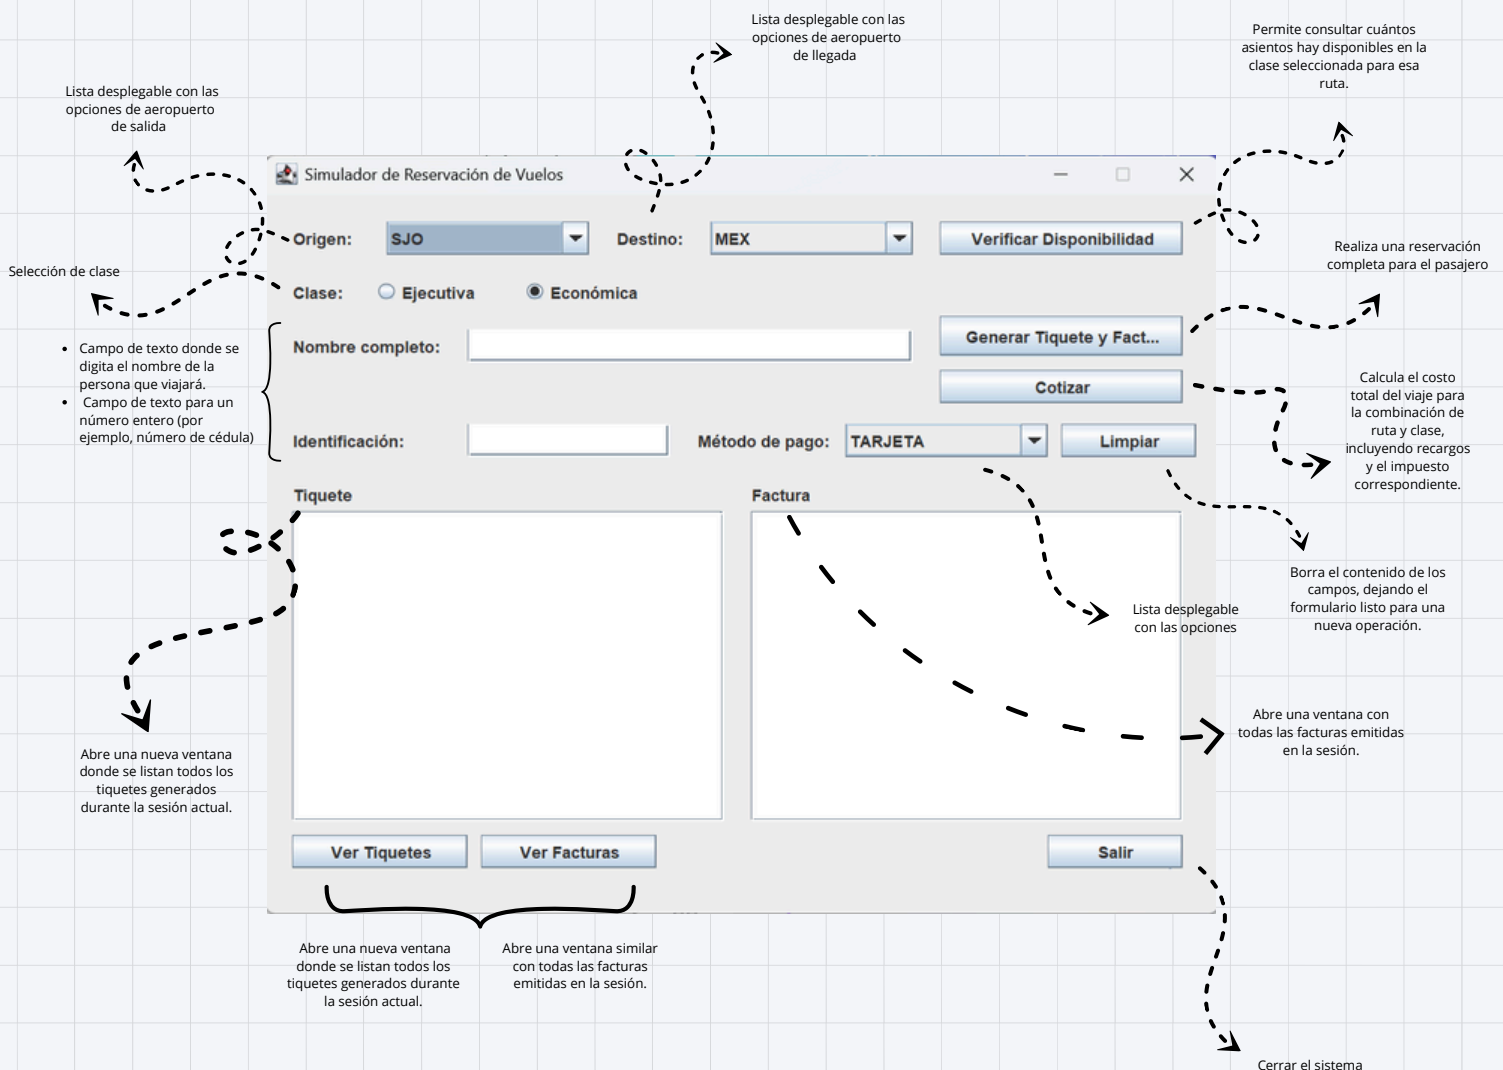 Lista desplegable con las
opciones de aeropuerto
de llegada
Permite consultar cuántos
asientos hay disponibles en la
clase seleccionada para esa
ruta.
Lista desplegable con las
opciones de aeropuerto
de salida
Simulador de Reservación de Vuelos
Origen: SJO Destino: MEX Verificar Disponibilidad
Realiza una reservación
completa para el pasajero
Selección de clase
Clase: Ejecutiva Económica
• Campo de texto donde se
digita el nombre de la
persona que viajará.
• Campo de texto para un
número entero (por
ejemplo, número de cédula)
Nombre completo:
Generar Tiquete y Fact...
Cotizar
Calcula el costo
total del viaje para
la combinación de
ruta y clase,
incluyendo recargos
y el impuesto
correspondiente.
Identificación: Método de pago: TARJETA Limpiar
Tiquete Factura
Borra el contenido de los
campos, dejando el
formulario listo para una
nueva operación.
Lista desplegable
con las opciones
Abre una ventana con
todas las facturas emitidas
en la sesión.
Abre una nueva ventana
donde se listan todos los
tiquetes generados
durante la sesión actual.
Ver Tiquetes Ver Facturas Salir
Abre una nueva ventana
donde se listan todos los
tiquetes generados durante
la sesión actual.
Abre una ventana similar
con todas las facturas
emitidas en la sesión.
Cerrar el sistema